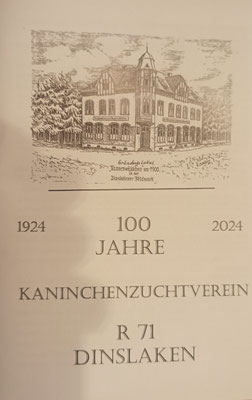 1924 100 2024
JAHRE
KANINCHENZUCHTVEREIN
R 71
DINSLAKEN